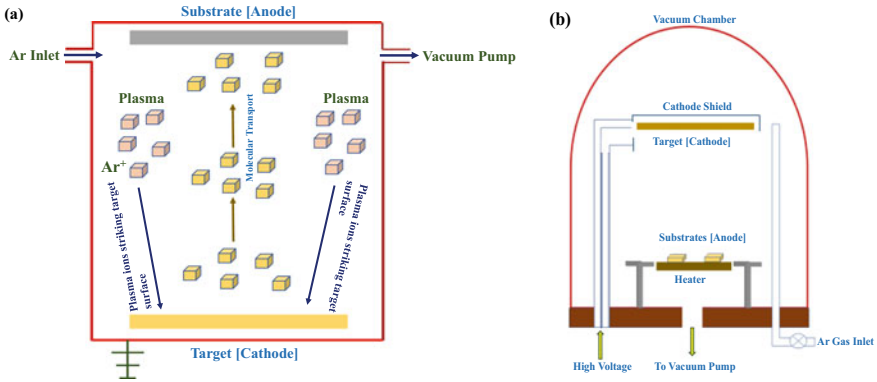 (a)
Substrate [Anode]
Ar Inlet
Vacuum Pump
Plasma
Plasma
Ar+
Molecular Transport
Plasma ions striking target
surface
Plasma ions striking target
surface
Target [Cathode]
(b)
Vacuum Chamber
Cathode Shield
Target [Cathode]
Substrates [Anode]
Heater
Ar Gas Inlet
High Voltage
To Vacuum Pump